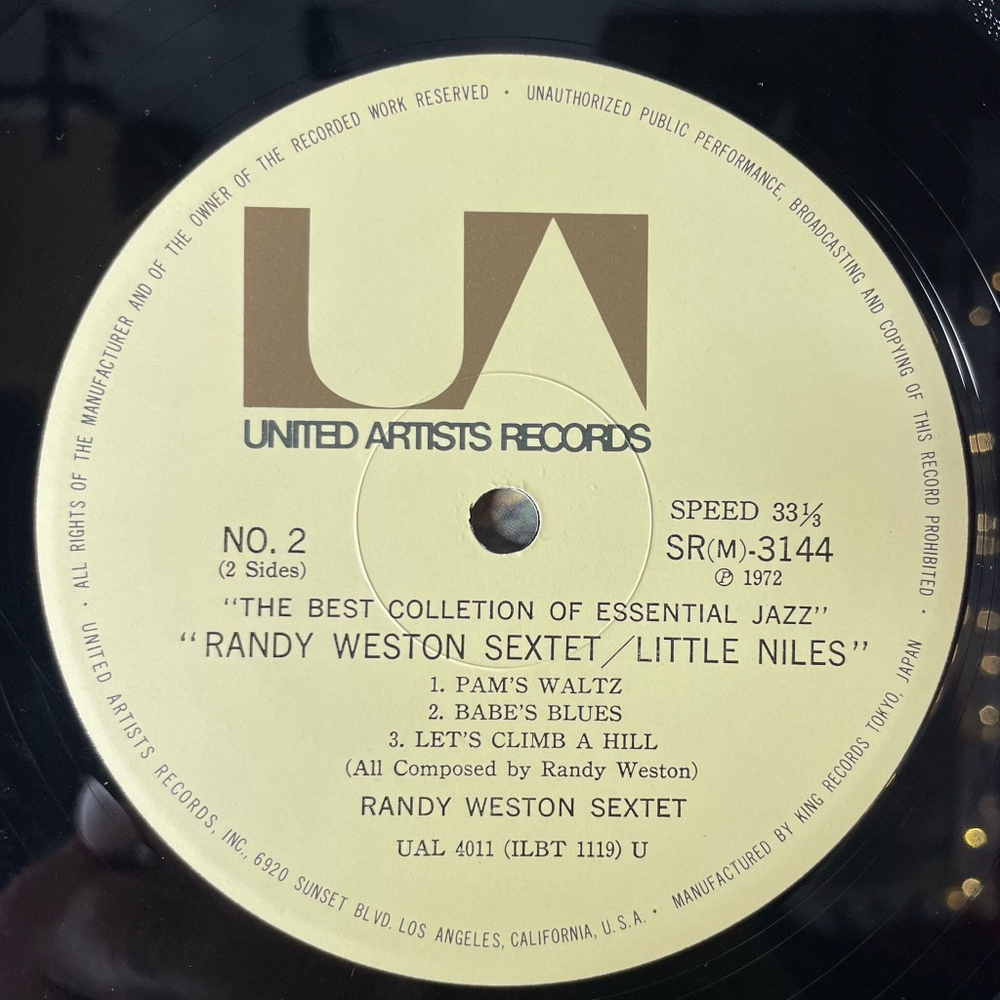 UNITED ARTISTS RECORDS, INC., 6920 SUNSET BLVD. LOS ANGELES, CALIFORNIA, U.S.A. • MANUFACTURED BY KING RECORDS TOKYO, JAPAN
• ALL RIGHTS OF THE MANUFACTURER AND OF THE OWNER OF THE RECORDED WORK RESERVED • UNAUTHORIZED PUBLIC PERFORMANCE, BROADCASTING AND COPYING OF THIS RECORD PROHIBITED •
UA
UNITED ARTISTS RECORDS
NO. 2
(2 Sides)
SPEED 33⅓
SR(M)-3144
℗ 1972
"THE BEST COLLETION OF ESSENTIAL JAZZ"
"RANDY WESTON SEXTET/LITTLE NILES"
1. PAM'S WALTZ
2. BABE'S BLUES
3. LET'S CLIMB A HILL
(All Composed by Randy Weston)
RANDY WESTON SEXTET
UAL 4011 (ILBT 1119) U